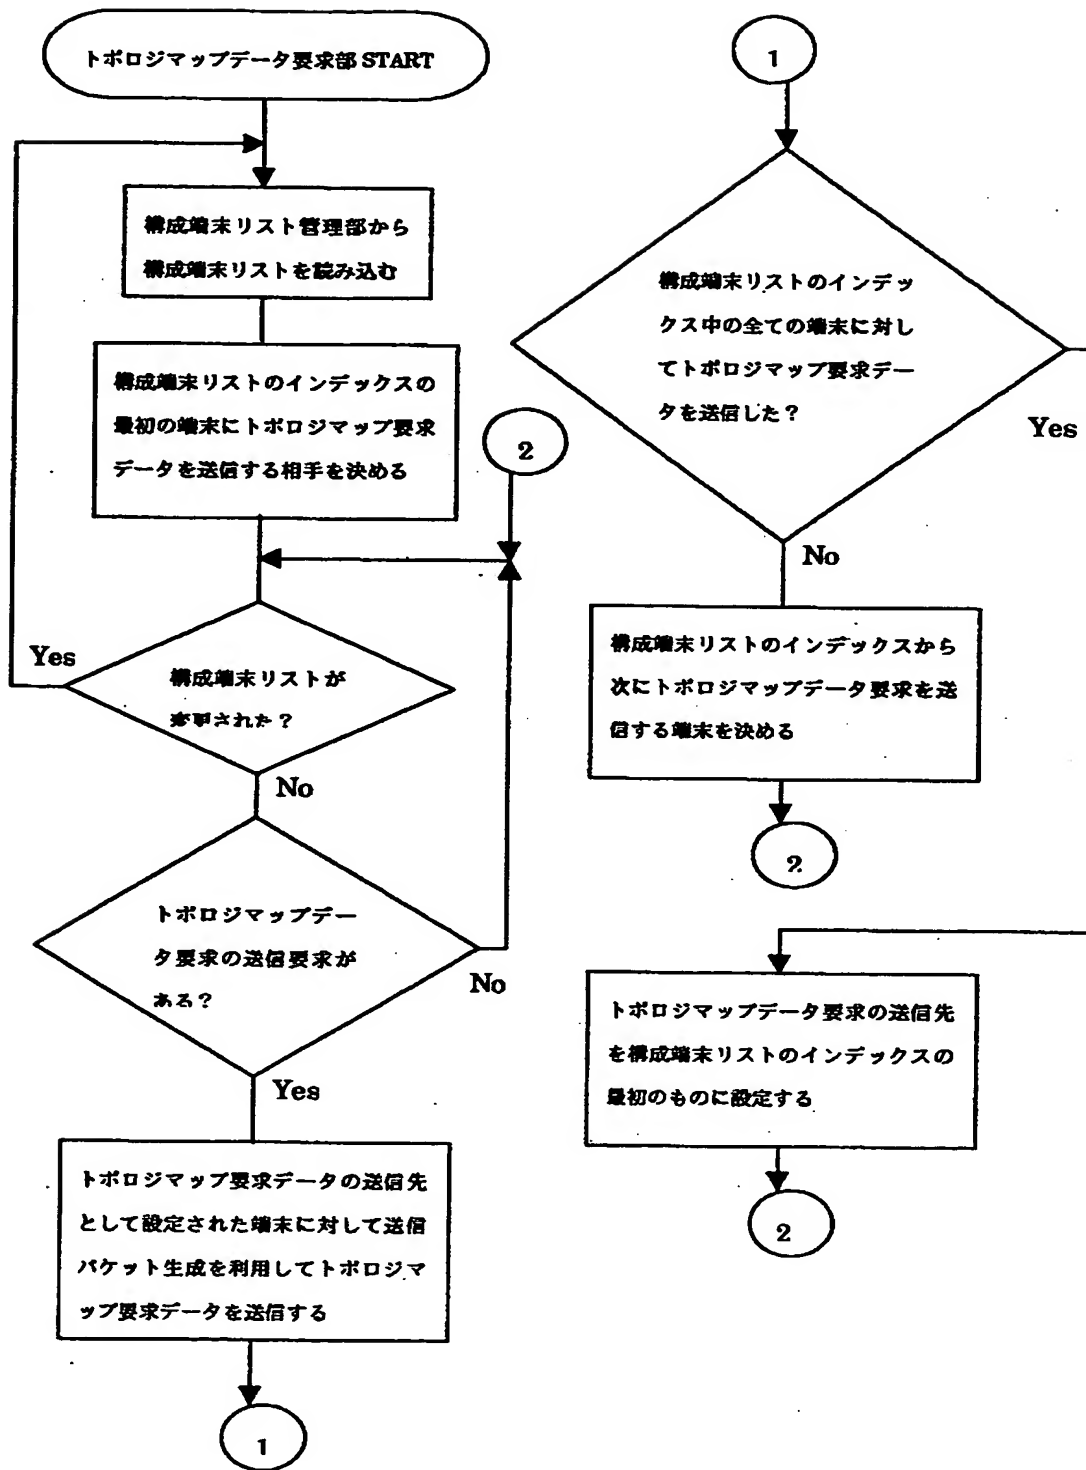 トポロジマップデータ要求部 START
構成端末リスト管理部から
構成端末リストを読み込む
構成端末リストのインデックスの
最初の端末にトポロジマップ要求
データを送信する相手を決める
2
構成端末リストが
変更された？
Yes
No
トポロジマップデー
タ要求の送信要求が
ある？
No
Yes
トポロジマップ要求データの送信先
として設定された端末に対して送信
パケット生成を利用してトポロジマ
ップ要求データを送信する
1
1
構成端末リストのインデッ
クス中の全ての端末に対し
てトポロジマップ要求デー
タを送信した？
Yes
No
構成端末リストのインデックスから
次にトポロジマップデータ要求を送
信する端末を決める
2
トポロジマップデータ要求の送信先
を構成端末リストのインデックスの
最初のものに設定する
2